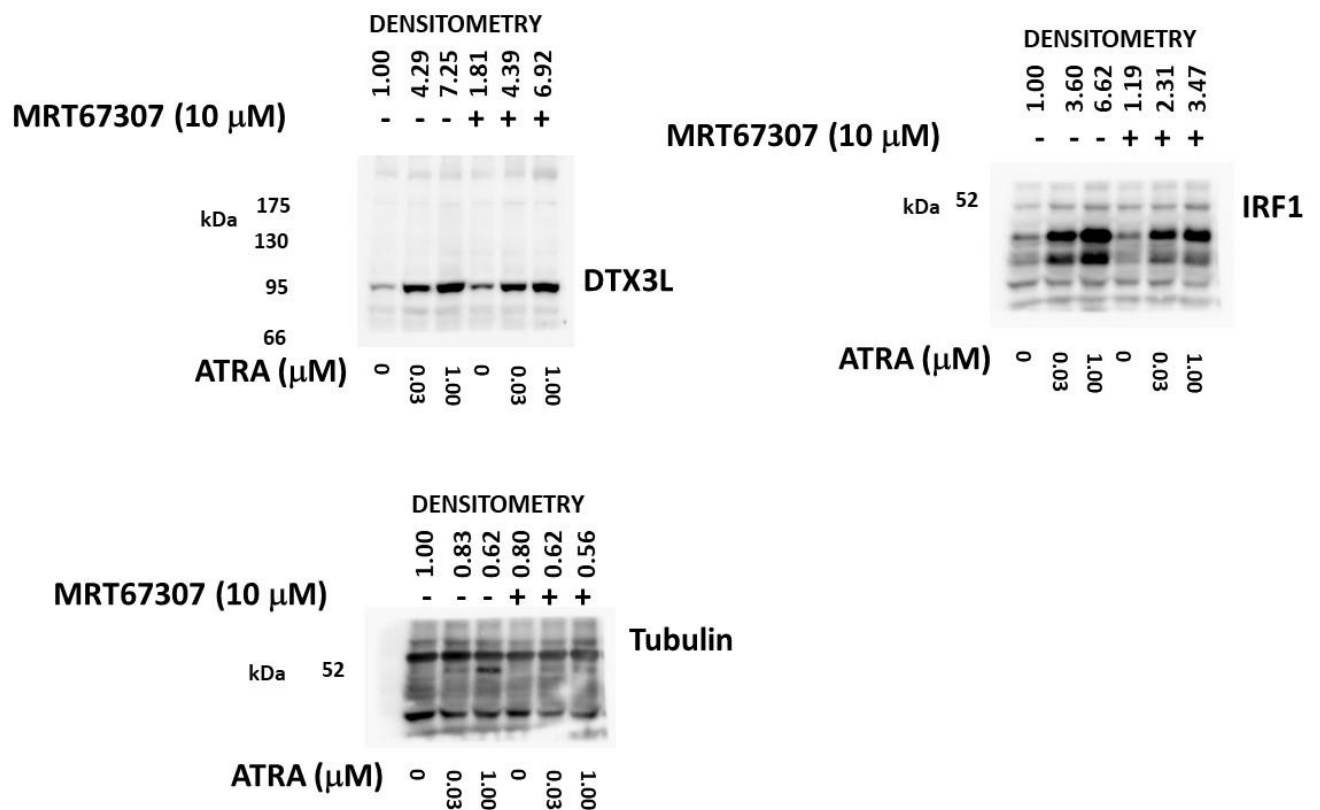 DENSITOMETRY
1.00 4.29 7.25 1.81 4.39 6.92
MRT67307 (10 μM) - - - + + +
175
kDa
130
95 DTX3L
66
ATRA (μM) 0 0.03 1.00 0 0.03 1.00
DENSITOMETRY
1.00 3.60 6.62 1.19 2.31 3.47
MRT67307 (10 μM) - - - + + +
kDa 52 IRF1
ATRA (μM) 0 0.03 1.00 0 0.03 1.00
DENSITOMETRY
1.00 0.83 0.62 0.80 0.62 0.56
MRT67307 (10 μM) - - - + + +
Tubulin
kDa 52
ATRA (μM) 0 0.03 1.00 0 0.03 1.00